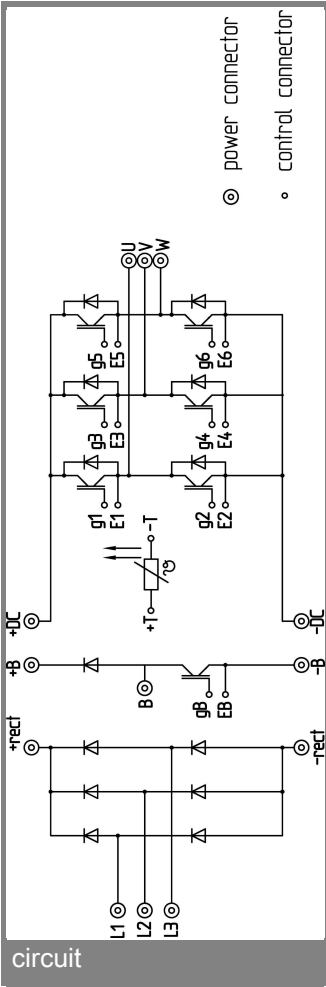 ◎ power connector
∘ control connector
U
V
W
g5
E5
g6
E6
g3
E3
g4
E4
g1
E1
g2
E2
+T
-T
ϑ
+DC
-DC
+B
B
gB
EB
-B
+rect
-rect
L1
L2
L3
circuit